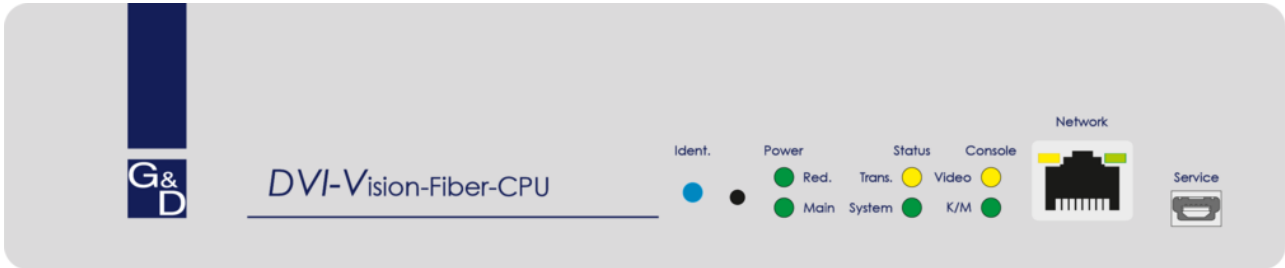 Network
Ident. Power Status Console
G&
D
DVI-Vision-Fiber-CPU
Red. Trans. Video
Service
Main System K/M